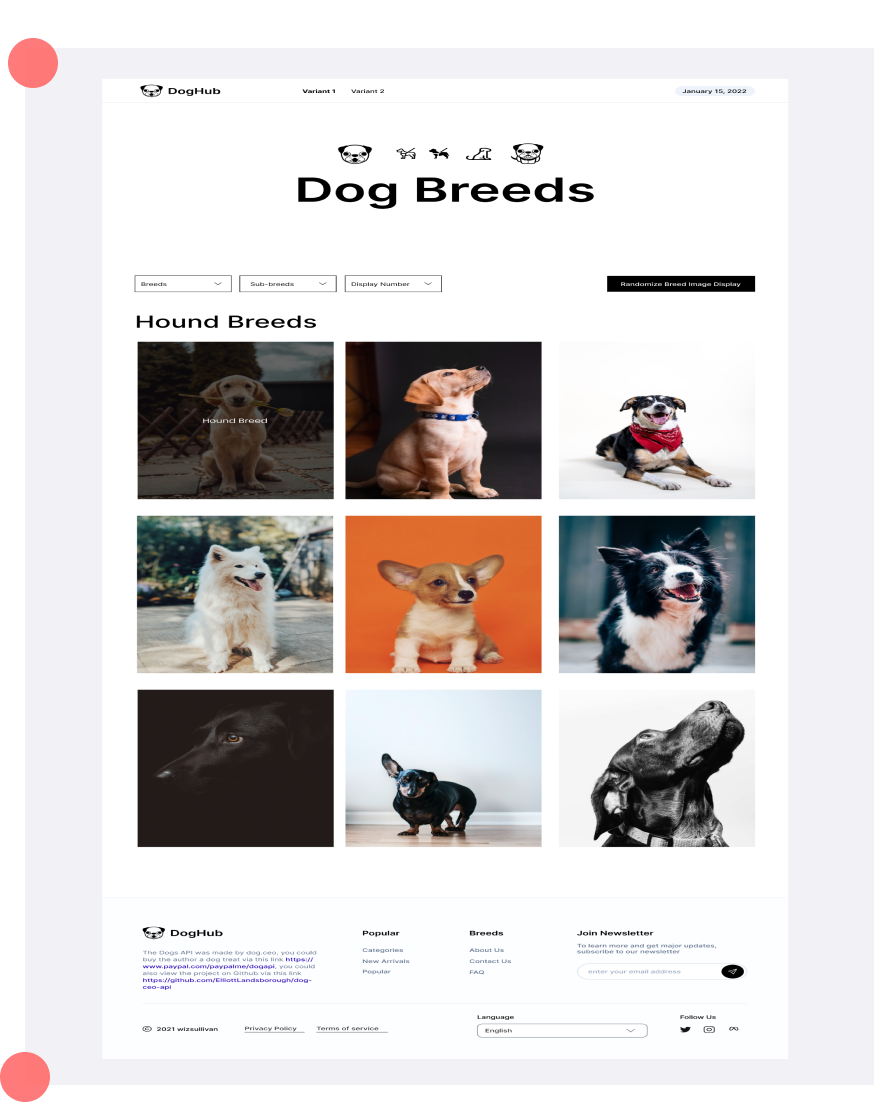 DogHub
Variant 1 Variant 2
January 15, 2022
Dog Breeds
Breeds
Sub-breeds
Display Number
Randomize Breed Image Display
Hound Breeds
Hound Breed
DogHub
The Dogs API was made by dog.ceo, you could
buy the author a dog treat via this link https://
www.paypal.com/paypalme/dogapi, you could
also view the project on Github via this link
https://github.com/ElliottLandsborough/dog-
ceo-api
Popular
Categories
New Arrivals
Popular
Breeds
About Us
Contact Us
FAQ
Join Newsletter
To learn more and get major updates,
subscribe to our newsletter
enter your email address
© 2021 wizsullivan
Privacy Policy
Terms of service
Language
English
Follow Us